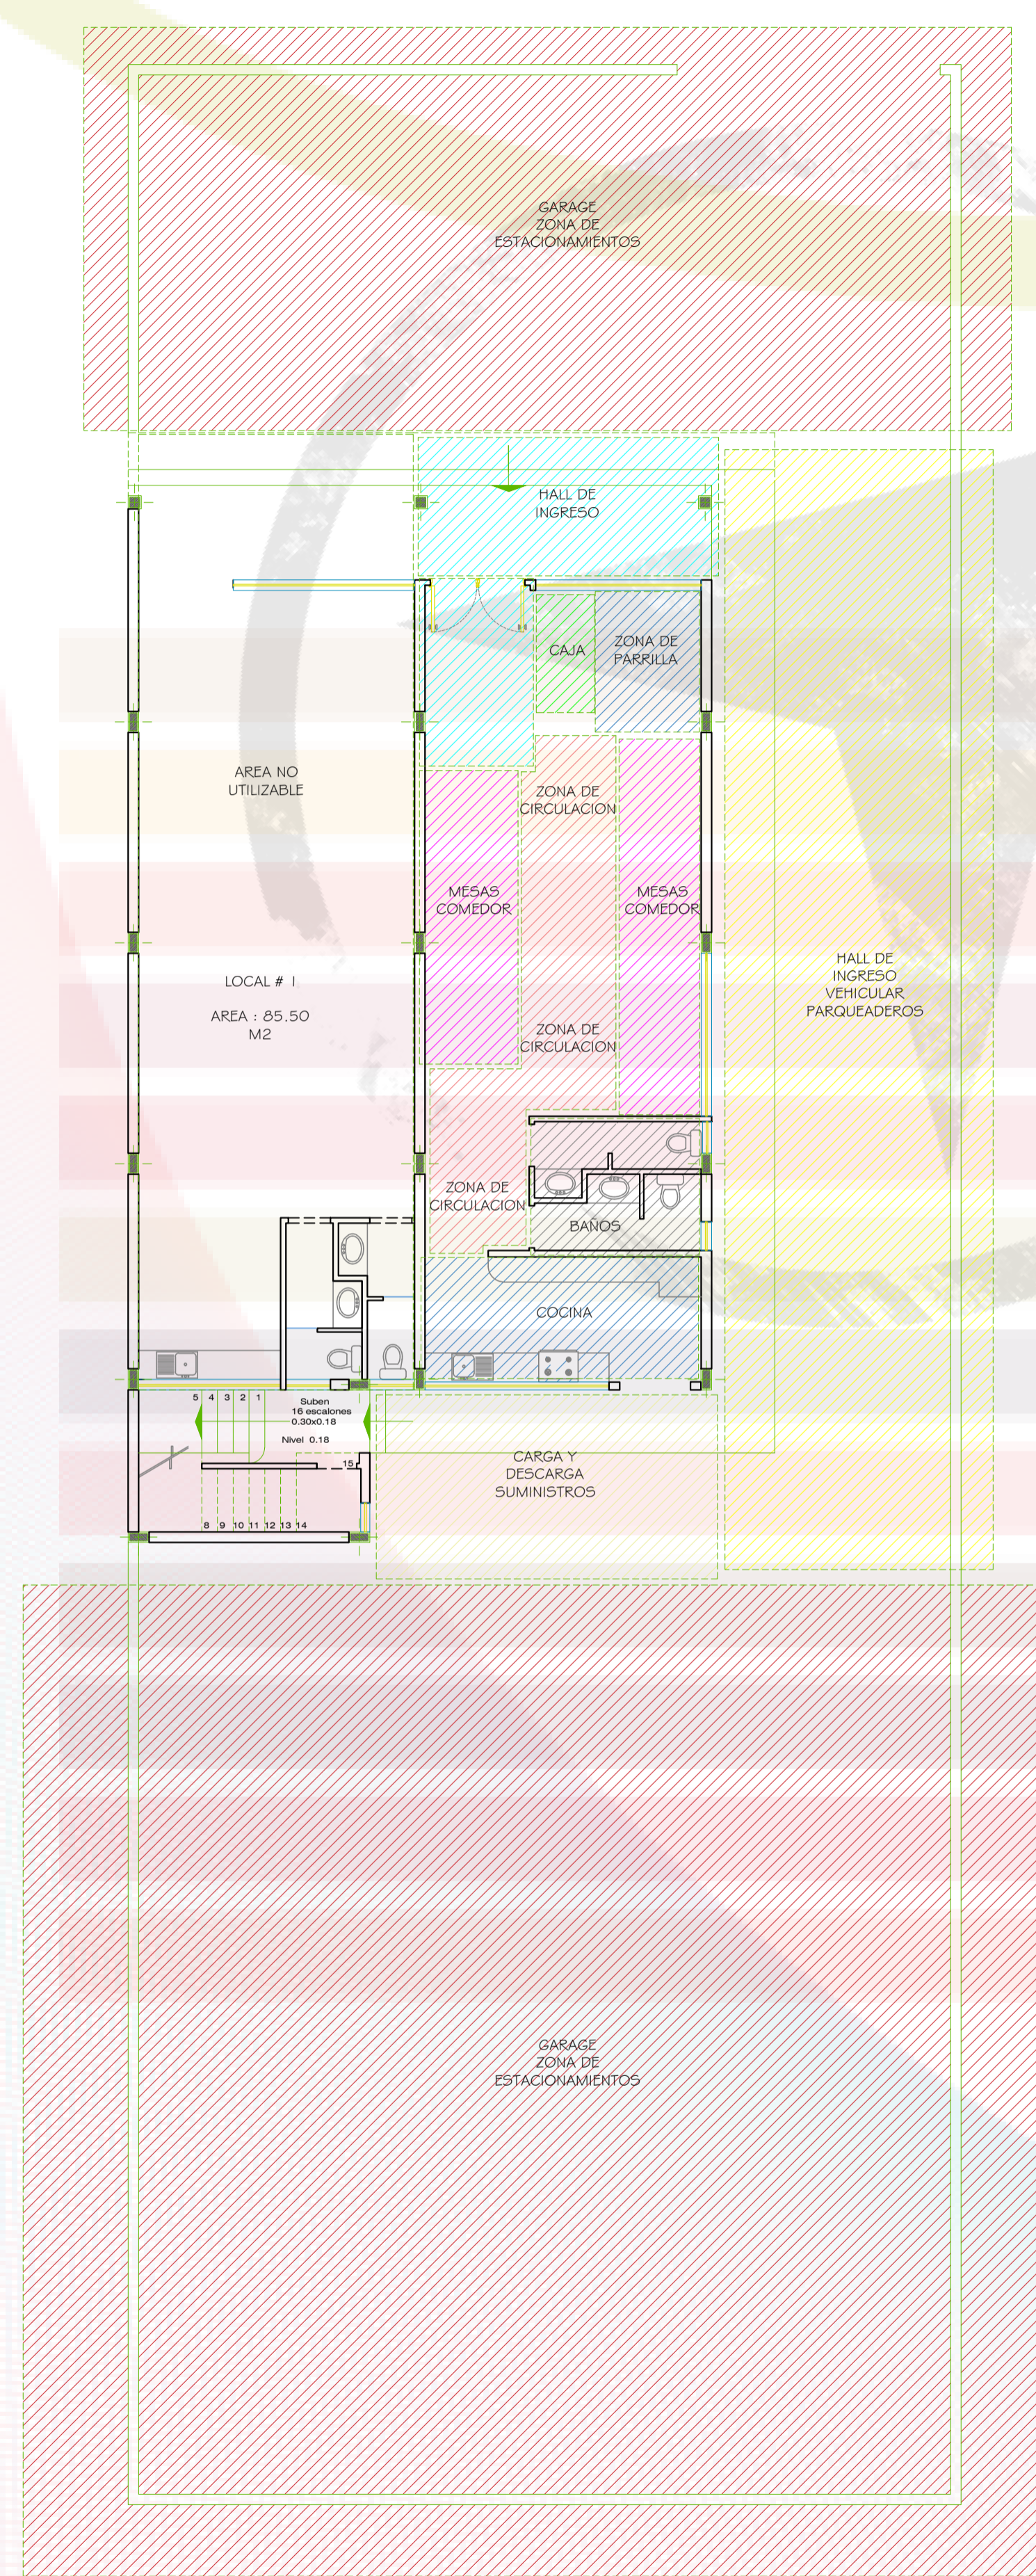 GARAGE
ZONA DE
ESTACIONAMIENTOS
HALL DE
INGRESO
CAJA
ZONA DE
PARRILLA
AREA NO
UTILIZABLE
ZONA DE
CIRCULACION
MESAS
COMEDOR
MESAS
COMEDOR
HALL DE
INGRESO
VEHICULAR
PARQUEADEROS
LOCAL # 1
AREA : 85.50
M2
ZONA DE
CIRCULACION
ZONA DE
CIRCULACION
BAÑOS
COCINA
5 4 3 2 1
Suben
16 escalones
0.30x0.18
Nivel 0.18
15
8 9 10 11 12 13 14
CARGA Y
DESCARGA
SUMINISTROS
GARAGE
ZONA DE
ESTACIONAMIENTOS